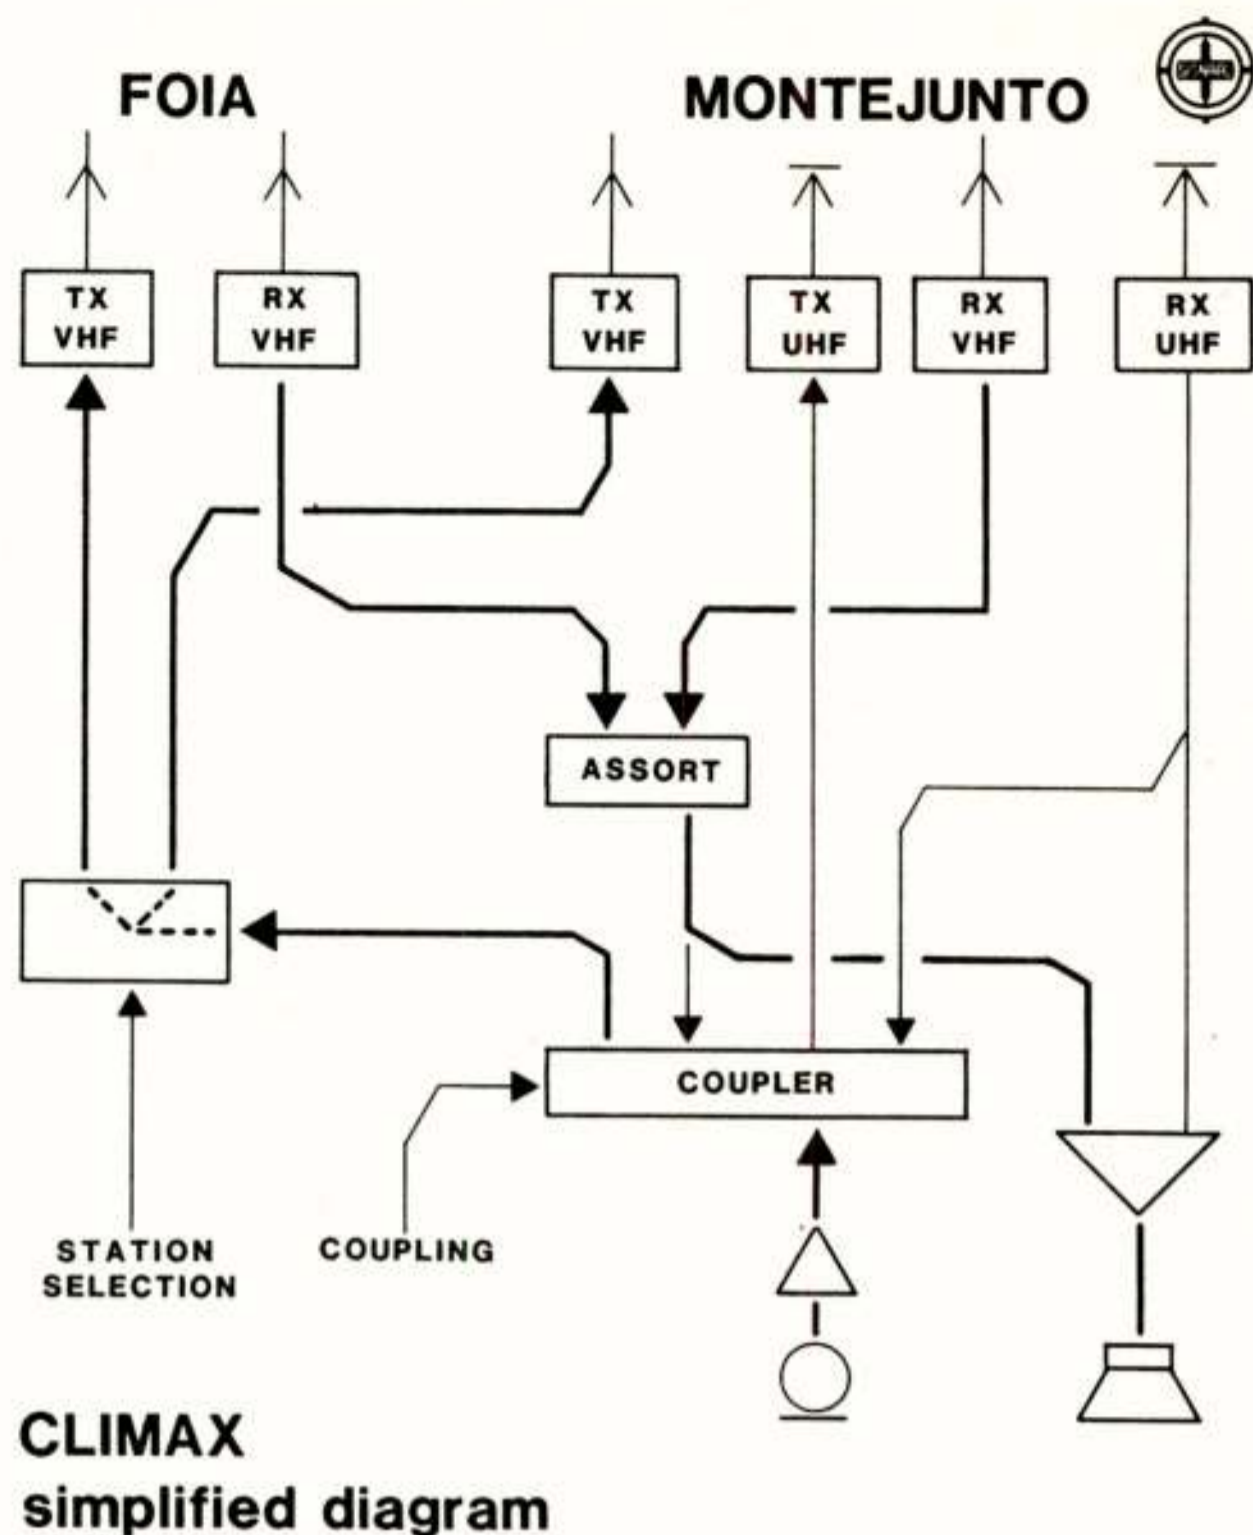 FOIA
MONTEJUNTO
TX
VHF
RX
VHF
TX
VHF
TX
UHF
RX
VHF
RX
UHF
ASSORT
COUPLER
STATION
SELECTION
COUPLING
CLIMAX
simplified diagram